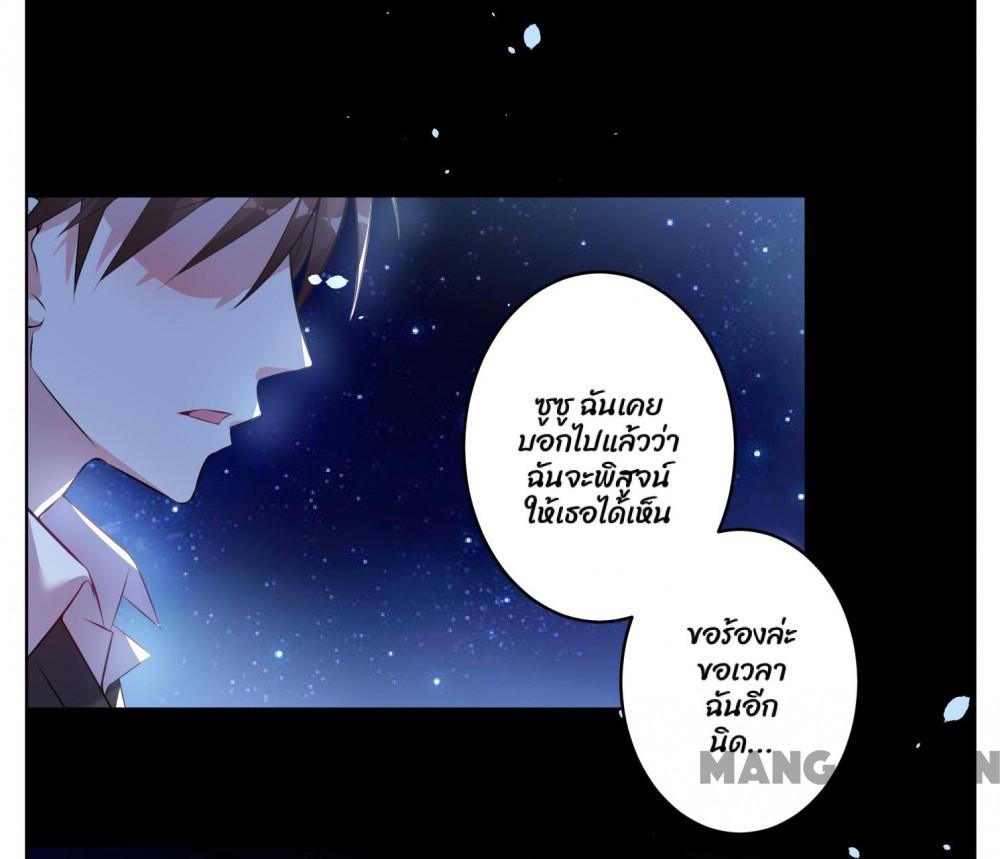 ซูซู ฉันเคย
บอกไปแล้วว่า
ฉันจะพิสูจน์
ให้เธอได้เห็น
ขอร้องล่ะ
ขอเวลา
ฉันอีก
นิด...